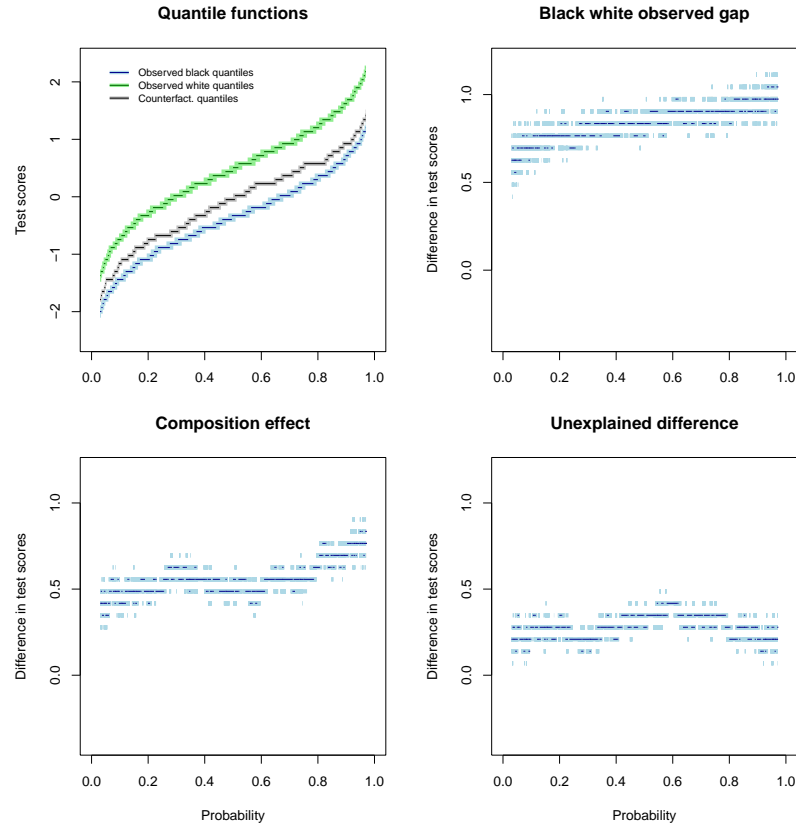 Quantile functions
Test scores
2
1
0
−1
−2
Observed black quantiles
Observed white quantiles
Counterfact. quantiles
0.0 0.2 0.4 0.6 0.8 1.0
Black white observed gap
Difference in test scores
1.0
0.5
0.0
0.0 0.2 0.4 0.6 0.8 1.0
Composition effect
Difference in test scores
1.0
0.5
0.0
0.0 0.2 0.4 0.6 0.8 1.0
Probability
Unexplained difference
Difference in test scores
1.0
0.5
0.0
0.0 0.2 0.4 0.6 0.8 1.0
Probability